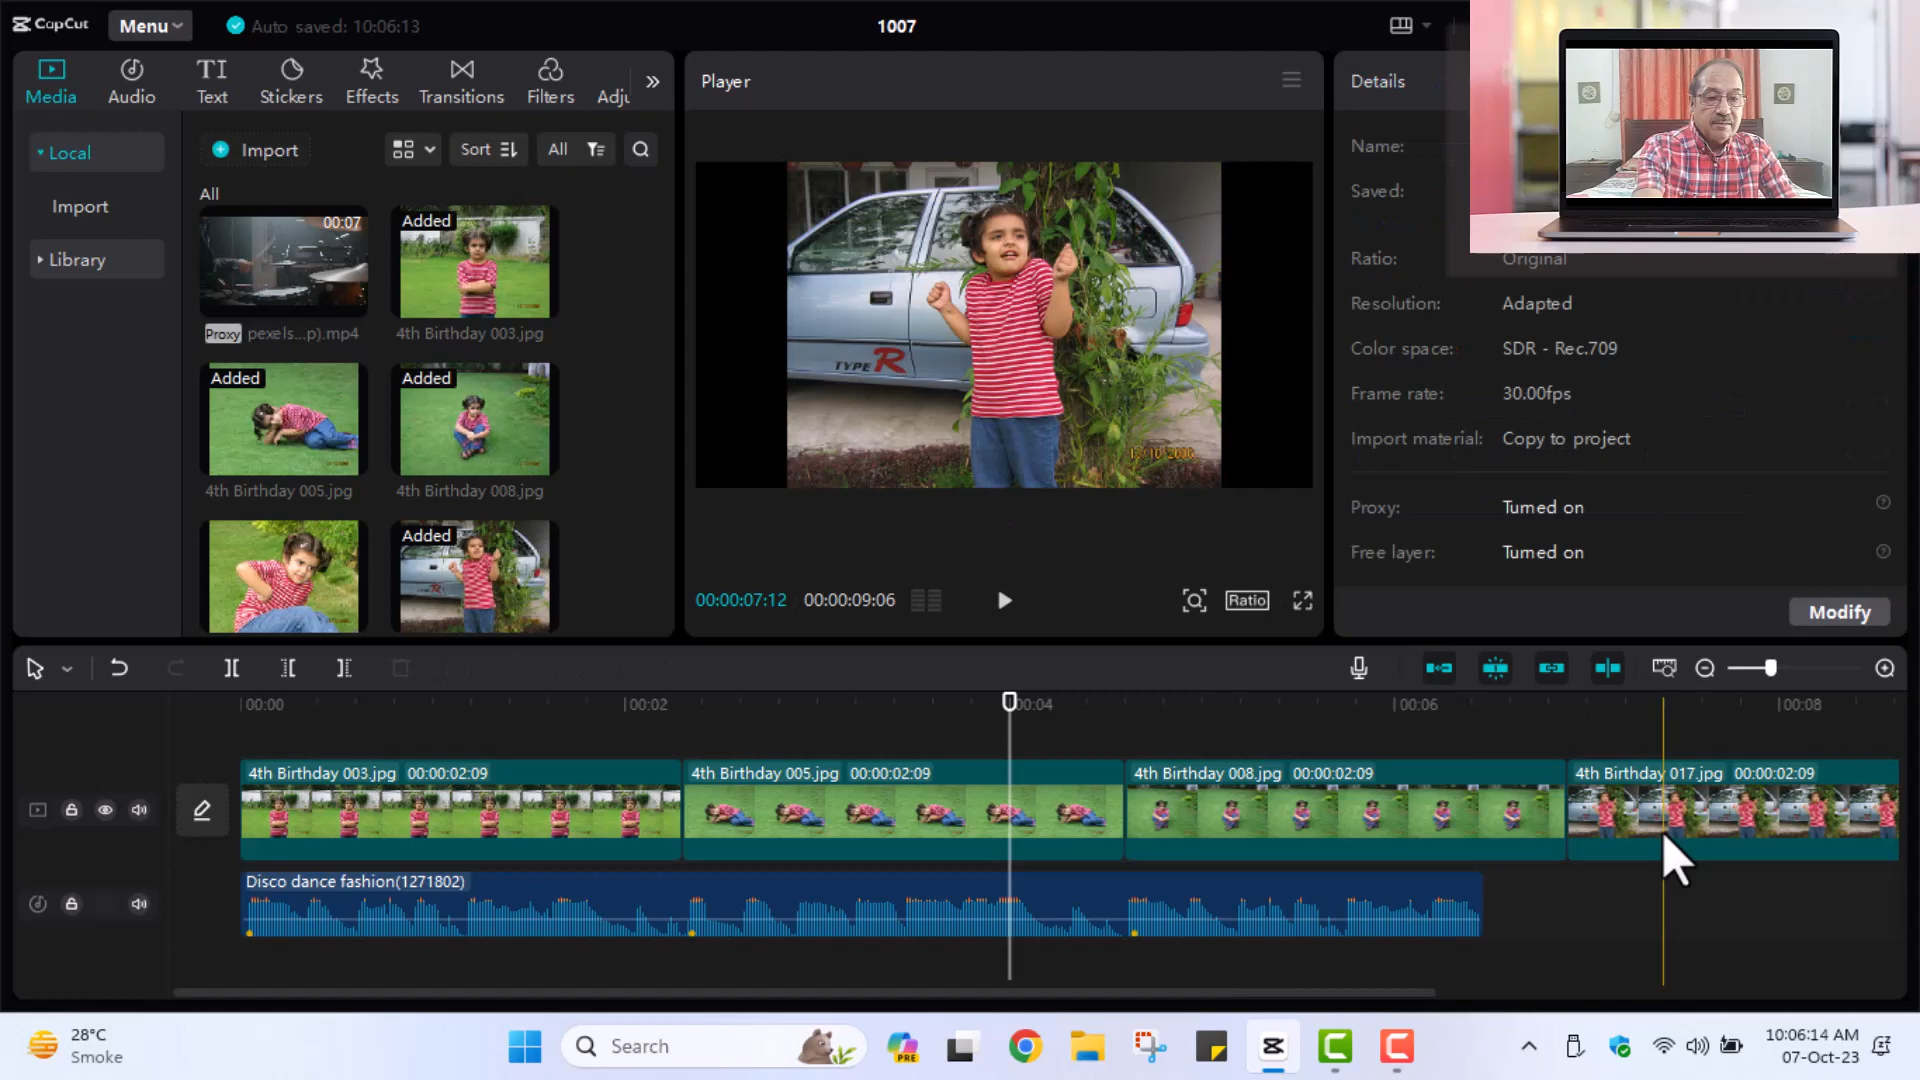 CapCut
Menu
Auto saved: 10:06:13
1007
Media
Audio
Text
Stickers
Effects
Transitions
Filters
Adju
Player
Details
Local
Import
Library
Import
Sort
All
All
00:07
Proxy
pexels...p).mp4
Added
4th Birthday 003.jpg
Added
4th Birthday 005.jpg
Added
4th Birthday 008.jpg
Added
TYPE R
00:00:07:12
00:00:09:06
Ratio
Name:
Saved:
Ratio: Original
Resolution: Adapted
Color space: SDR - Rec.709
Frame rate: 30.00fps
Import material: Copy to project
Proxy: Turned on
Free layer: Turned on
Modify
00:00
00:02
00:04
00:06
00:08
4th Birthday 003.jpg 00:00:02:09
4th Birthday 005.jpg 00:00:02:09
4th Birthday 008.jpg 00:00:02:09
4th Birthday 017.jpg 00:00:02:09
Disco dance fashion(1271802)
28°C
Smoke
Search
PRE
10:06:14 AM
07-Oct-23